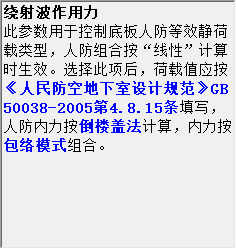 绕射波作用力
此参数用于控制底板人防等效静荷
载类型，人防组合按“线性”计算
时生效。选择此项后，荷载值应按
《人民防空地下室设计规范》GB
50038-2005第4.8.15条填写，
人防内力按倒楼盖法计算，内力按
包络模式组合。